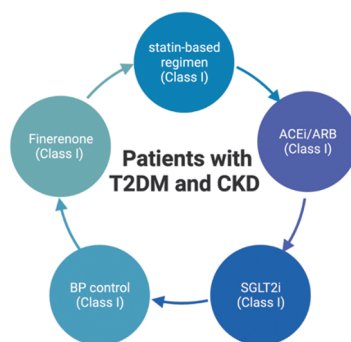 statin-based
regimen
(Class I)
ACEi/ARB
(Class I)
SGLT2i
(Class I)
BP control
(Class I)
Finerenone
(Class I)
Patients with
T2DM and CKD